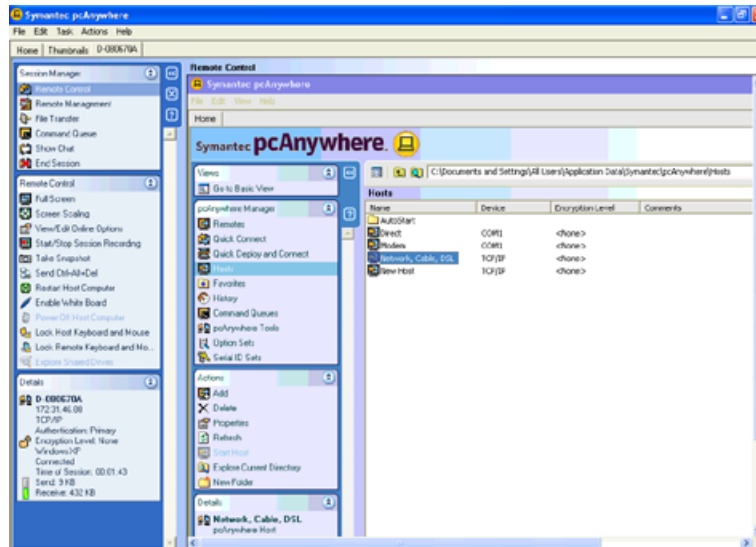 Symantec pcAnywhere
File Edit Task Actions Help
Home Thumbnails D-080670A
Session Manager
Remote Control
Remote Management
File Transfer
Command Queue
Show Chat
End Session
Remote Control
Full Screen
Screen Scaling
View/Edit Online Options
Start/Stop Session Recording
Take Snapshot
Send Ctrl+Alt+Del
Restart Host Computer
Enable White Board
Power Off Host Computer
Lock Host Keyboard and Mouse
Lock Remote Keyboard and Mo...
Explore Shared Drives
Details
D-080670A
172.31.46.88
TCP/IP
Authentication: Primary
Encryption Level: None
Windows XP
Connected
Time of Session: 00:01:43
Send: 9 KB
Receive: 432 KB
Remote Control
Symantec pcAnywhere
File Edit View Help
Home
Symantec pcAnywhere.
Views
Go to Basic View
pcAnywhere Manager
Remotes
Quick Connect
Quick Deploy and Connect
Hosts
Favorites
History
Command Queues
pcAnywhere Tools
Option Sets
Serial ID Sets
Actions
Add
Delete
Properties
Refresh
Start Host
Explore Current Directory
New Folder
Details
Network, Cable, DSL
pcAnywhere Host
C:\Documents and Settings\All Users\Application Data\Symantec\pcAnywhere\Hosts
Hosts
Name Device Encryption Level Comments
AutoStart
Direct COM1 <None>
Modem COM1 <None>
Network, Cable, DSL TCP/IP <None>
New Host TCP/IP <None>